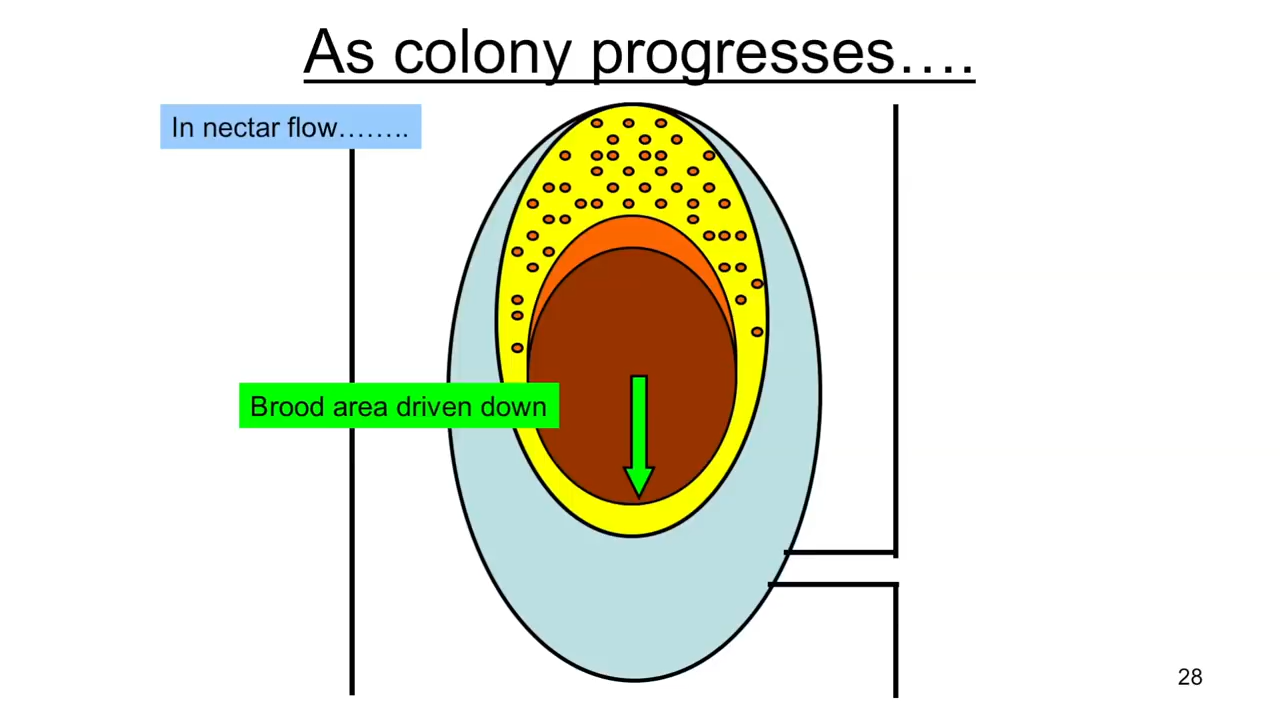 As colony progresses….
In nectar flow……..
Brood area driven down
28